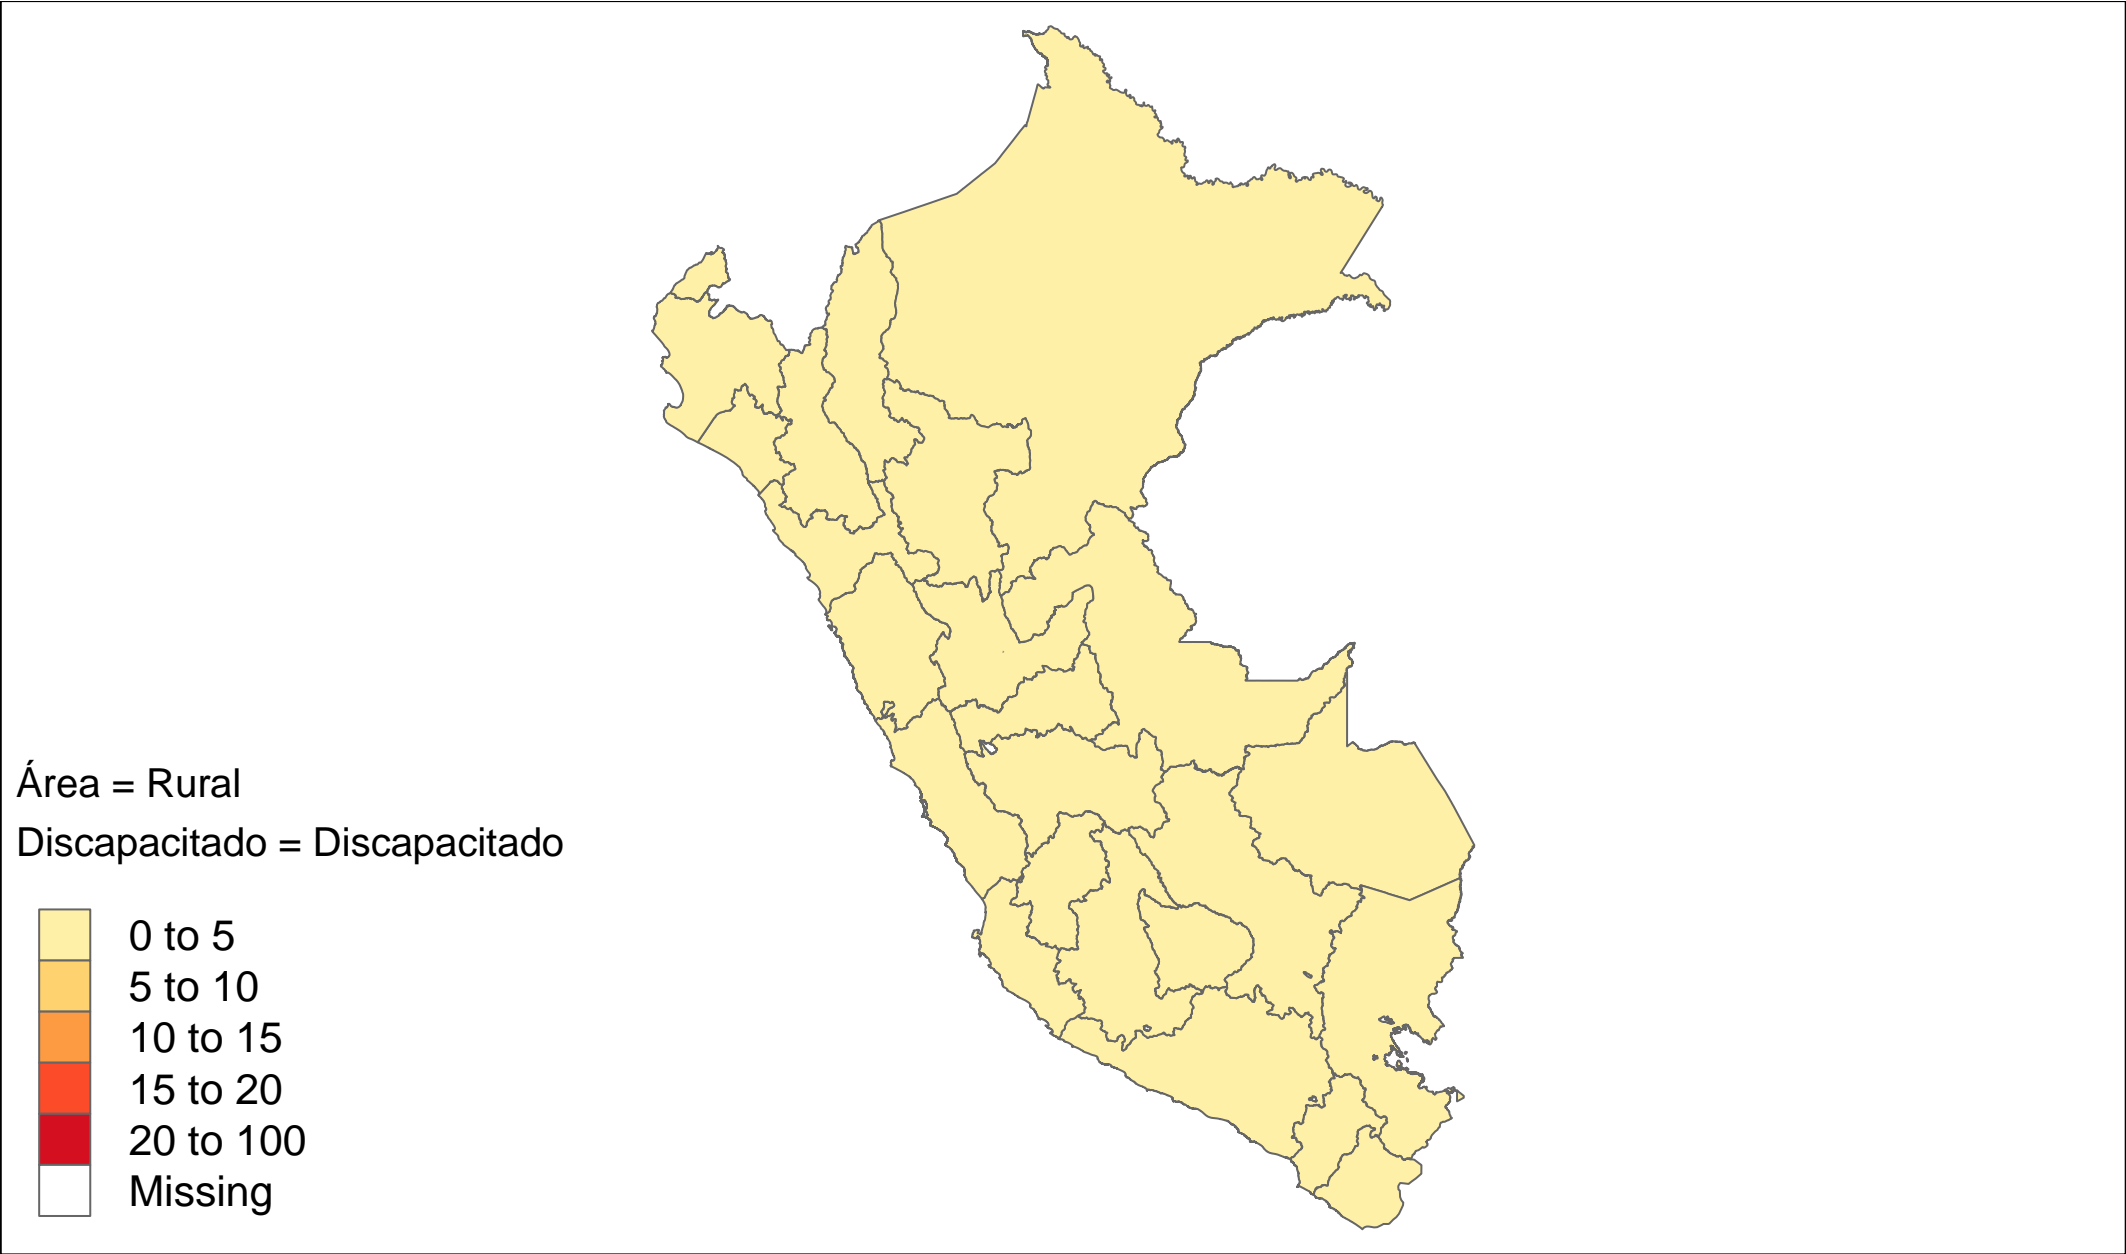 Área = Rural
Discapacitado = Discapacitado
0 to 5
5 to 10
10 to 15
15 to 20
20 to 100
Missing